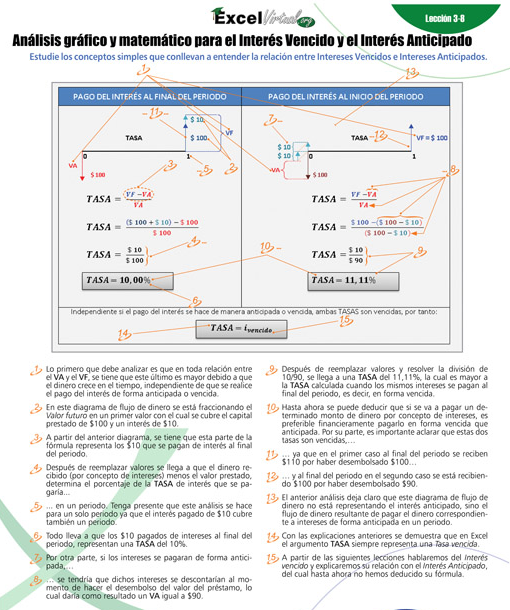 ExcelVirtual.org
Lección 3-B
Análisis gráfico y matemático para el Interés Vencido y el Interés Anticipado
Estudie los conceptos simples que conllevan a entender la relación entre Intereses Vencidos e Intereses Anticipados.
1
13
PAGO DEL INTERÉS AL FINAL DEL PERIODO
PAGO DEL INTERÉS AL INICIO DEL PERIODO
11
$ 10
$ 100
VF
TASA
0
1
VA
$ 100
3
5
2
7
TASA
12
VF = $ 100
$ 10
$ 10
0
1
VA
$ 100
8
TASA = VF - VA / VA
TASA = VF - VA / VA
TASA = ($ 100 + $ 10) - $ 100 / $ 100
TASA = $ 100 - ($ 100 - $ 10) / ($ 100 - $ 10)
4
TASA = $ 10 / $ 100
10
TASA = $ 10 / $ 90
9
TASA = 10,00%
TASA = 11,11%
6
Independiente si el pago del interés se hace de manera anticipada o vencida, ambas TASAS son vencidas, por tanto:
14
TASA = i vencido
15
1 Lo primero que debe analizar es que en toda relación entre
el VA y el VF, se tiene que este último es mayor debido a que
el dinero crece en el tiempo, independiente de que se realice
el pago del interés de forma anticipada o vencida.
2 En este diagrama de flujo de dinero se está fraccionando el
Valor futuro en un primer valor con el cual se cubre el capital
prestado de $100 y un interés de $10.
3 A partir del anterior diagrama, se tiene que esta parte de la
fórmula representa los $10 que se pagan de interés al final
del periodo.
4 Después de reemplazar valores se llega a que el dinero re-
cibido (por concepto de intereses) menos el valor prestado,
determina el porcentaje de la TASA de interés que se pa-
garía...
5 ... en un periodo. Tenga presente que este análisis se hace
para un solo periodo ya que el interés pagado de $10 cubre
también un periodo.
6 Todo lleva a que los $10 pagados de intereses al final del
periodo, representan una TASA del 10%.
7 Por otra parte, si los intereses se pagaran de forma antici-
pada,...
8 ... se tendría que dichos intereses se descontarían al mo-
mento de hacer el desembolso del valor del préstamo, lo
cual daría como resultado un VA igual a $90.
9 Después de reemplazar valores y resolver la división de
10/90, se llega a una TASA del 11,11%, la cual es mayor a
la TASA calculada cuando los mismos intereses se pagan al
final del periodo, es decir, en forma vencida.
10 Hasta ahora se puede deducir que si se va a pagar un de-
terminado monto de dinero por concepto de intereses, es
preferible financieramente pagarlo en forma vencida que
anticipada. Por su parte, es importante aclarar que estas dos
tasas son vencidas,...
11 ... ya que en el primer caso al final del periodo se reciben
$110 por haber desembolsado $100...
12 ... y al final del periodo en el segundo caso se está recibien-
do $100 por haber desembolsado $90.
13 El anterior análisis deja claro que este diagrama de flujo de
dinero no está representando el interés anticipado, sino el
flujo de dinero resultante de pagar el dinero correspondien-
te a intereses de forma anticipada en un periodo.
14 Con las explicaciones anteriores se demuestra que en Excel
el argumento TASA siempre representa una Tasa vencida.
15 A partir de las siguientes lecciones hablaremos del Interés
vencido y explicaremos su relación con el Interés Anticipado,
del cual hasta ahora no hemos deducido su fórmula.